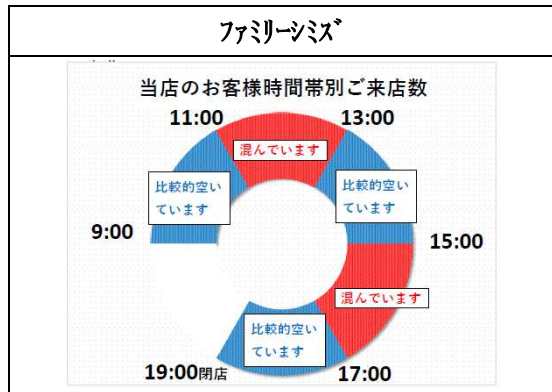 ファミリーシミズ
当店のお客様時間帯別ご来店数
11:00
13:00
混んでいます
比較的空い
ています
比較的空い
ています
9:00
15:00
混んでいます
比較的空い
ています
19:00閉店
17:00